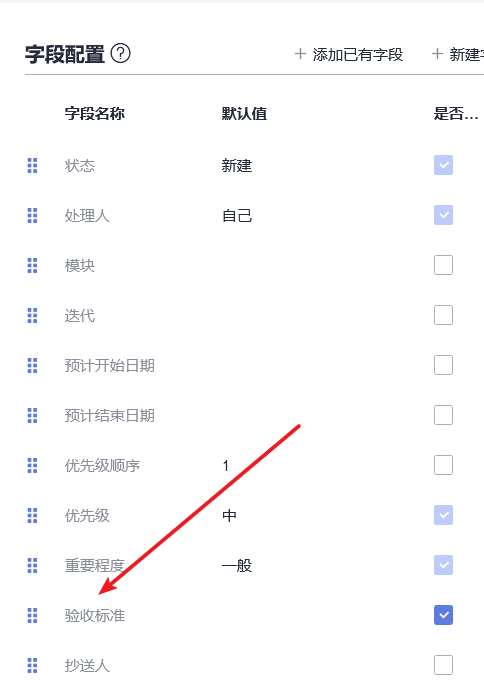 字段配置 ? + 添加已有字段 + 新建
字段名称 默认值 是否...
状态 新建
处理人 自己
模块
迭代
预计开始日期
预计结束日期
优先级顺序 1
优先级 中
重要程度 一般
验收标准
抄送人